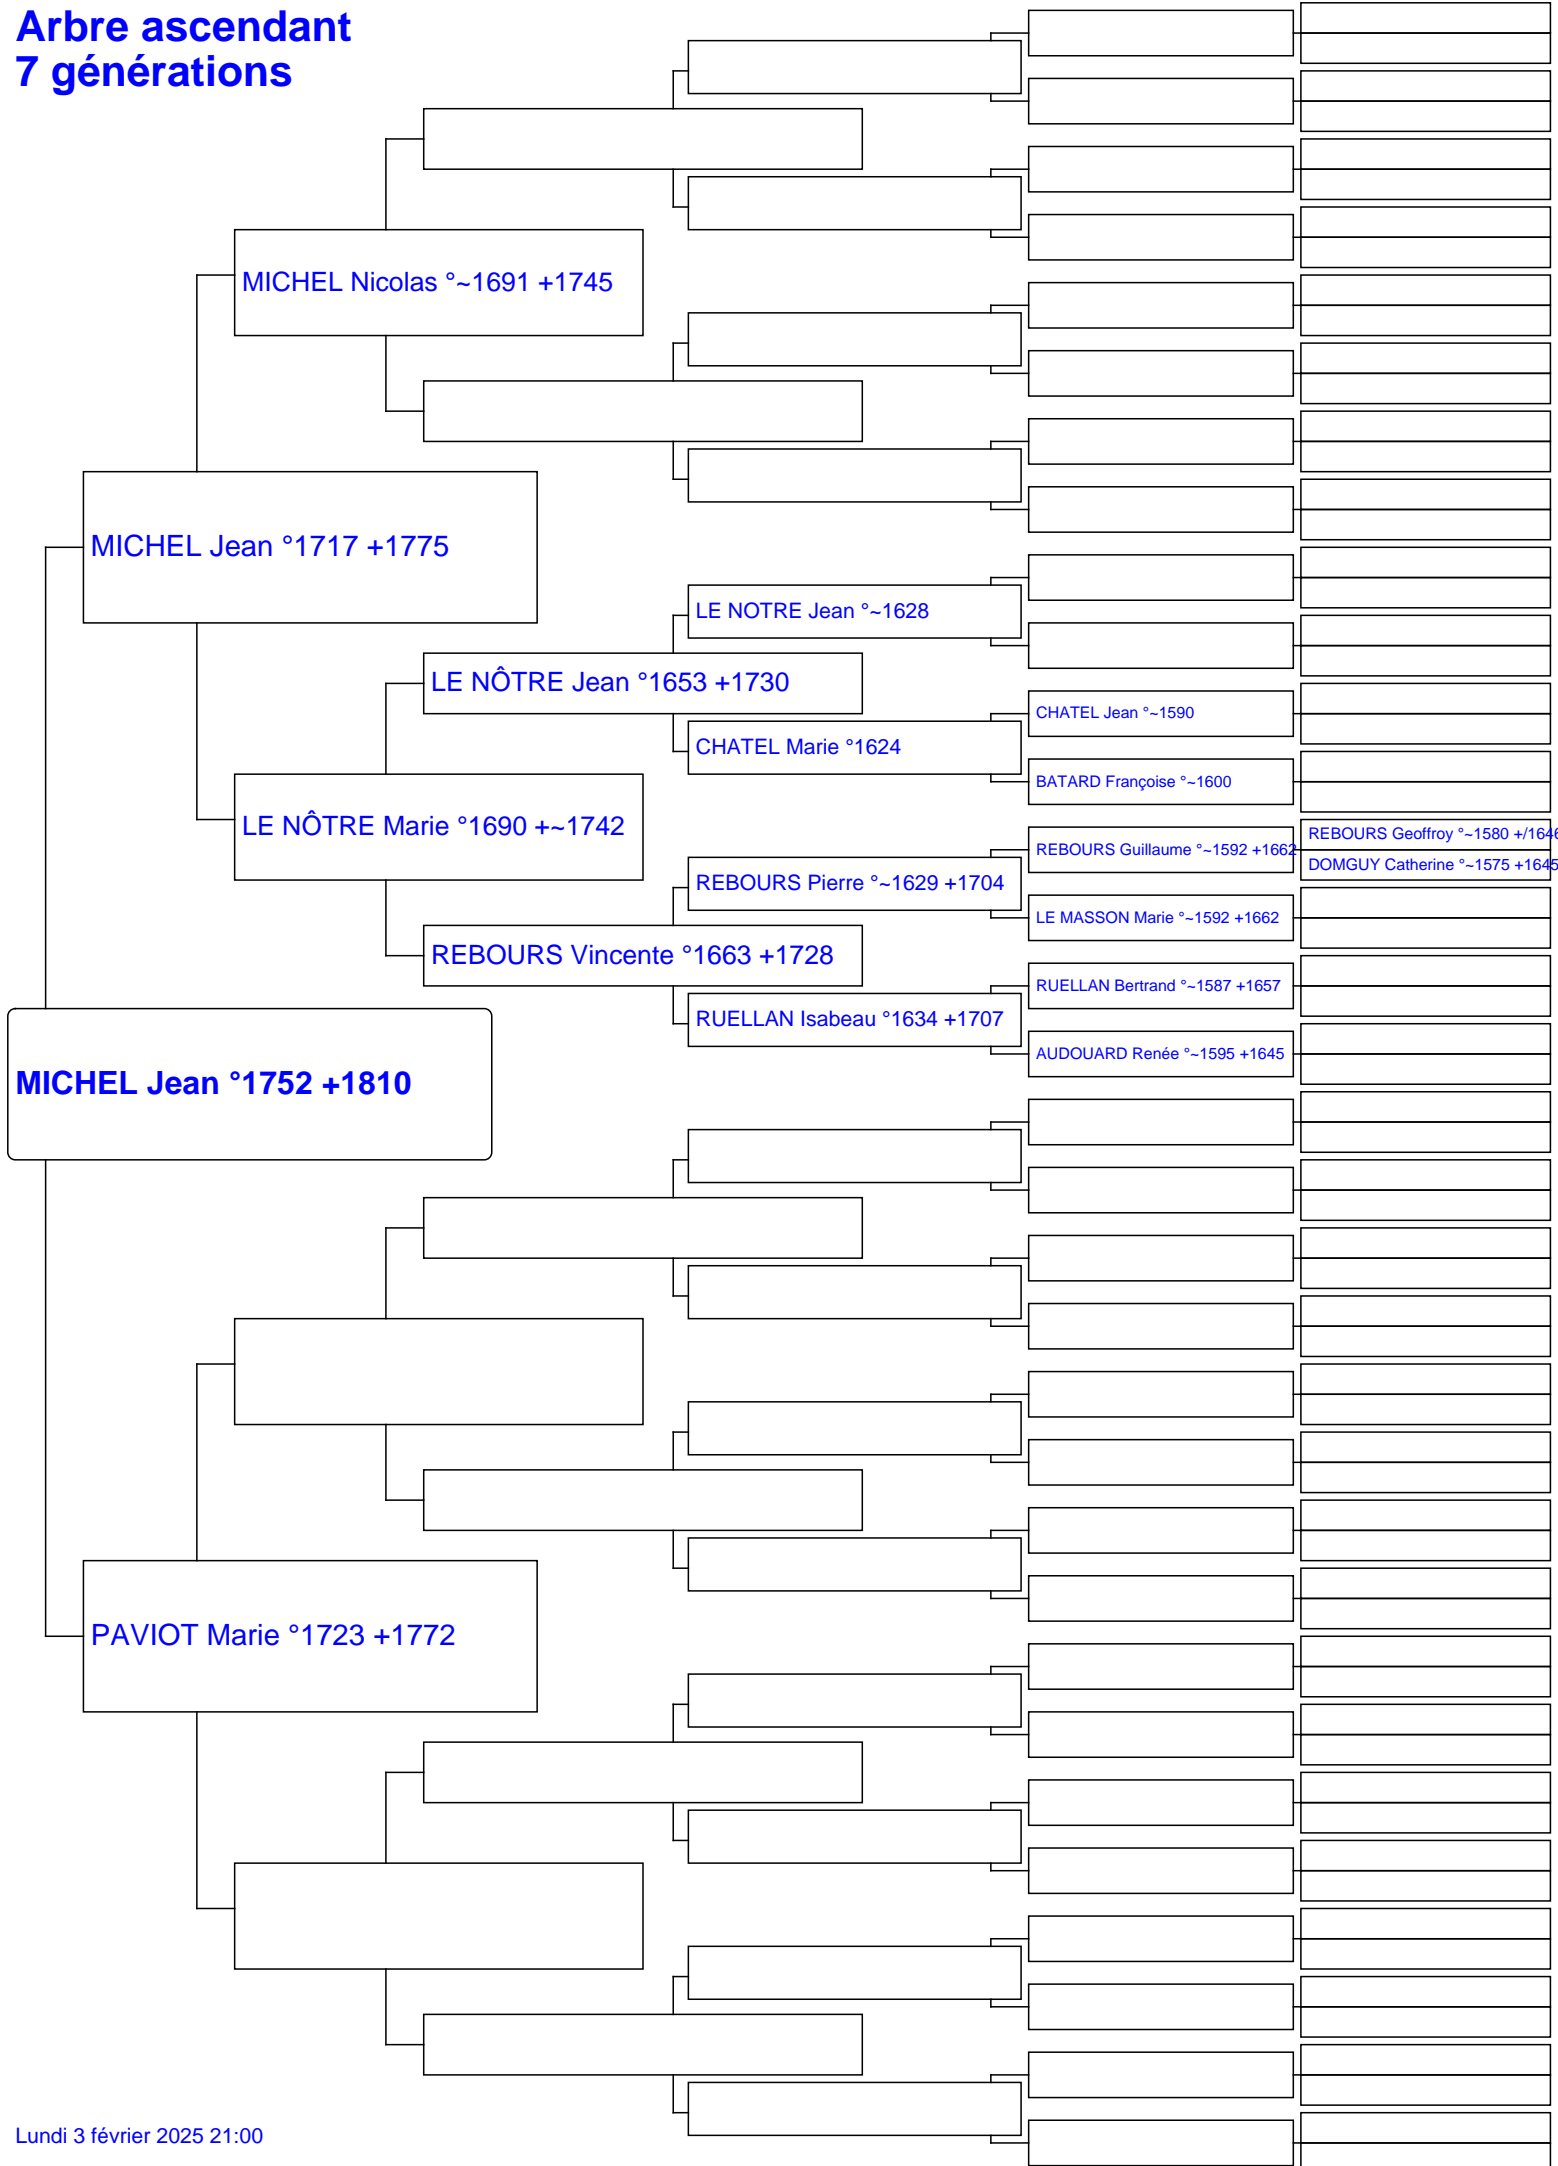 Arbre ascendant
7 générations
MICHEL Nicolas °~1691 +1745
MICHEL Jean °1717 +1775
LE NOTRE Jean °~1628
LE NÔTRE Jean °1653 +1730
CHATEL Jean °~1590
CHATEL Marie °1624
BATARD Françoise °~1600
LE NÔTRE Marie °1690 +~1742
REBOURS Geoffroy °~1580 +/1646
REBOURS Guillaume °~1592 +1662
DOMGUY Catherine °~1575 +1645
REBOURS Pierre °~1629 +1704
LE MASSON Marie °~1592 +1662
REBOURS Vincente °1663 +1728
RUELLAN Bertrand °~1587 +1657
RUELLAN Isabeau °1634 +1707
AUDOUARD Renée °~1595 +1645
MICHEL Jean °1752 +1810
PAVIOT Marie °1723 +1772
Lundi 3 février 2025 21:00